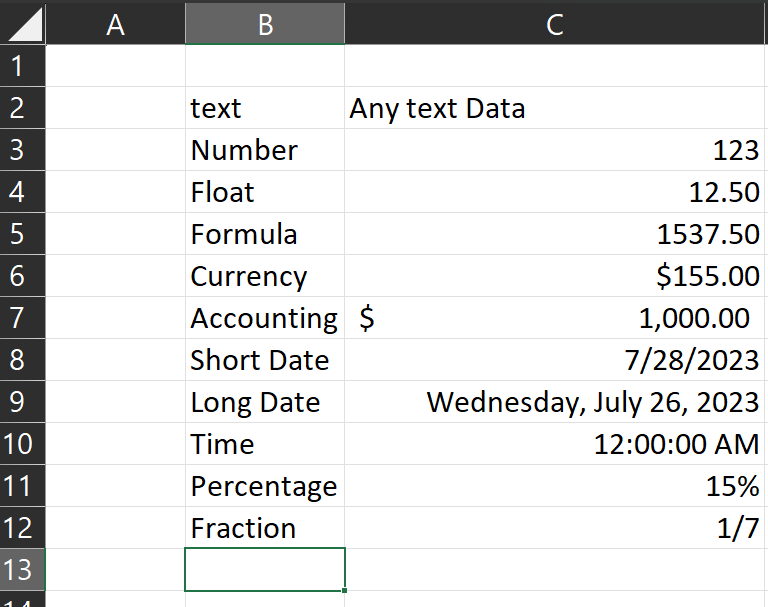 A B C
1
2 text Any text Data
3 Number 123
4 Float 12.50
5 Formula 1537.50
6 Currency $155.00
7 Accounting $ 1,000.00
8 Short Date 7/28/2023
9 Long Date Wednesday, July 26, 2023
10 Time 12:00:00 AM
11 Percentage 15%
12 Fraction 1/7
13
14